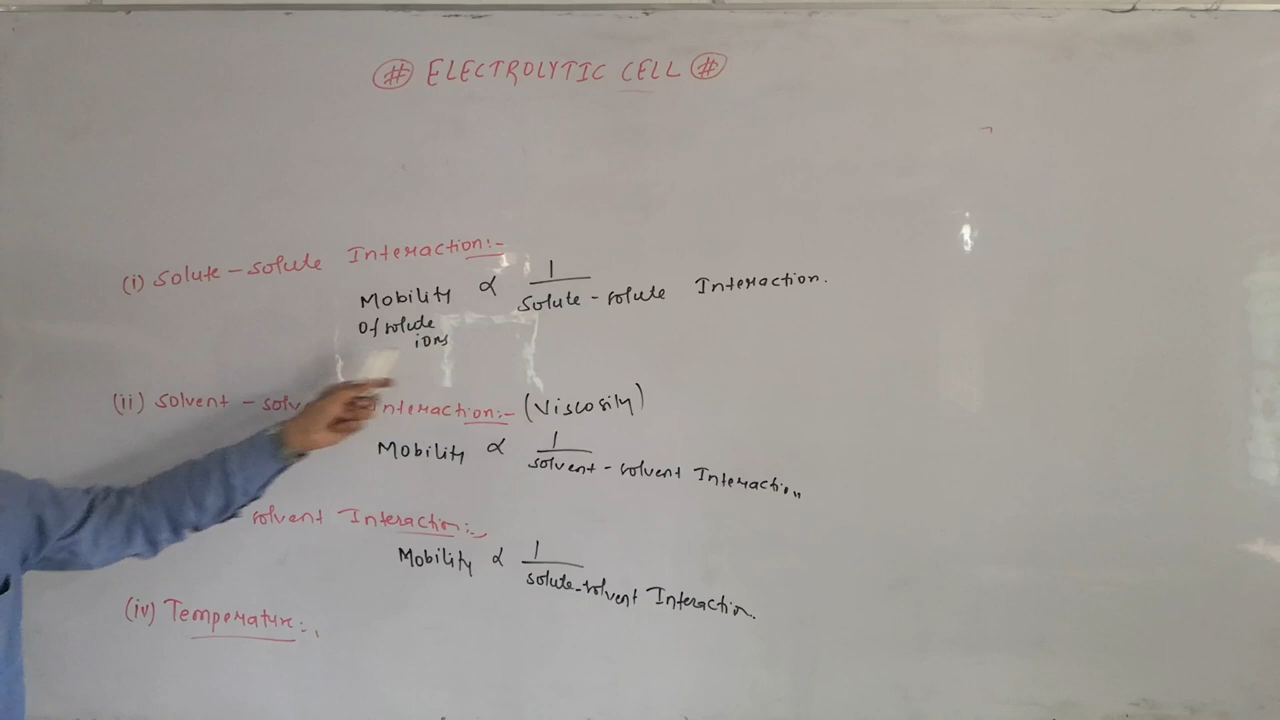 # ELECTROLYTIC CELL #
(i) Solute - solute Interaction:-
Mobility ∝ 1 / Solute - solute Interaction.
Of solute
ions
(ii) Solvent - solv Interaction:- (Viscosity)
Mobility ∝ 1 / solvent - solvent Interaction
solvent Interaction:-
Mobility ∝ 1 / solute-solvent Interaction.
(iv) Temperature:-